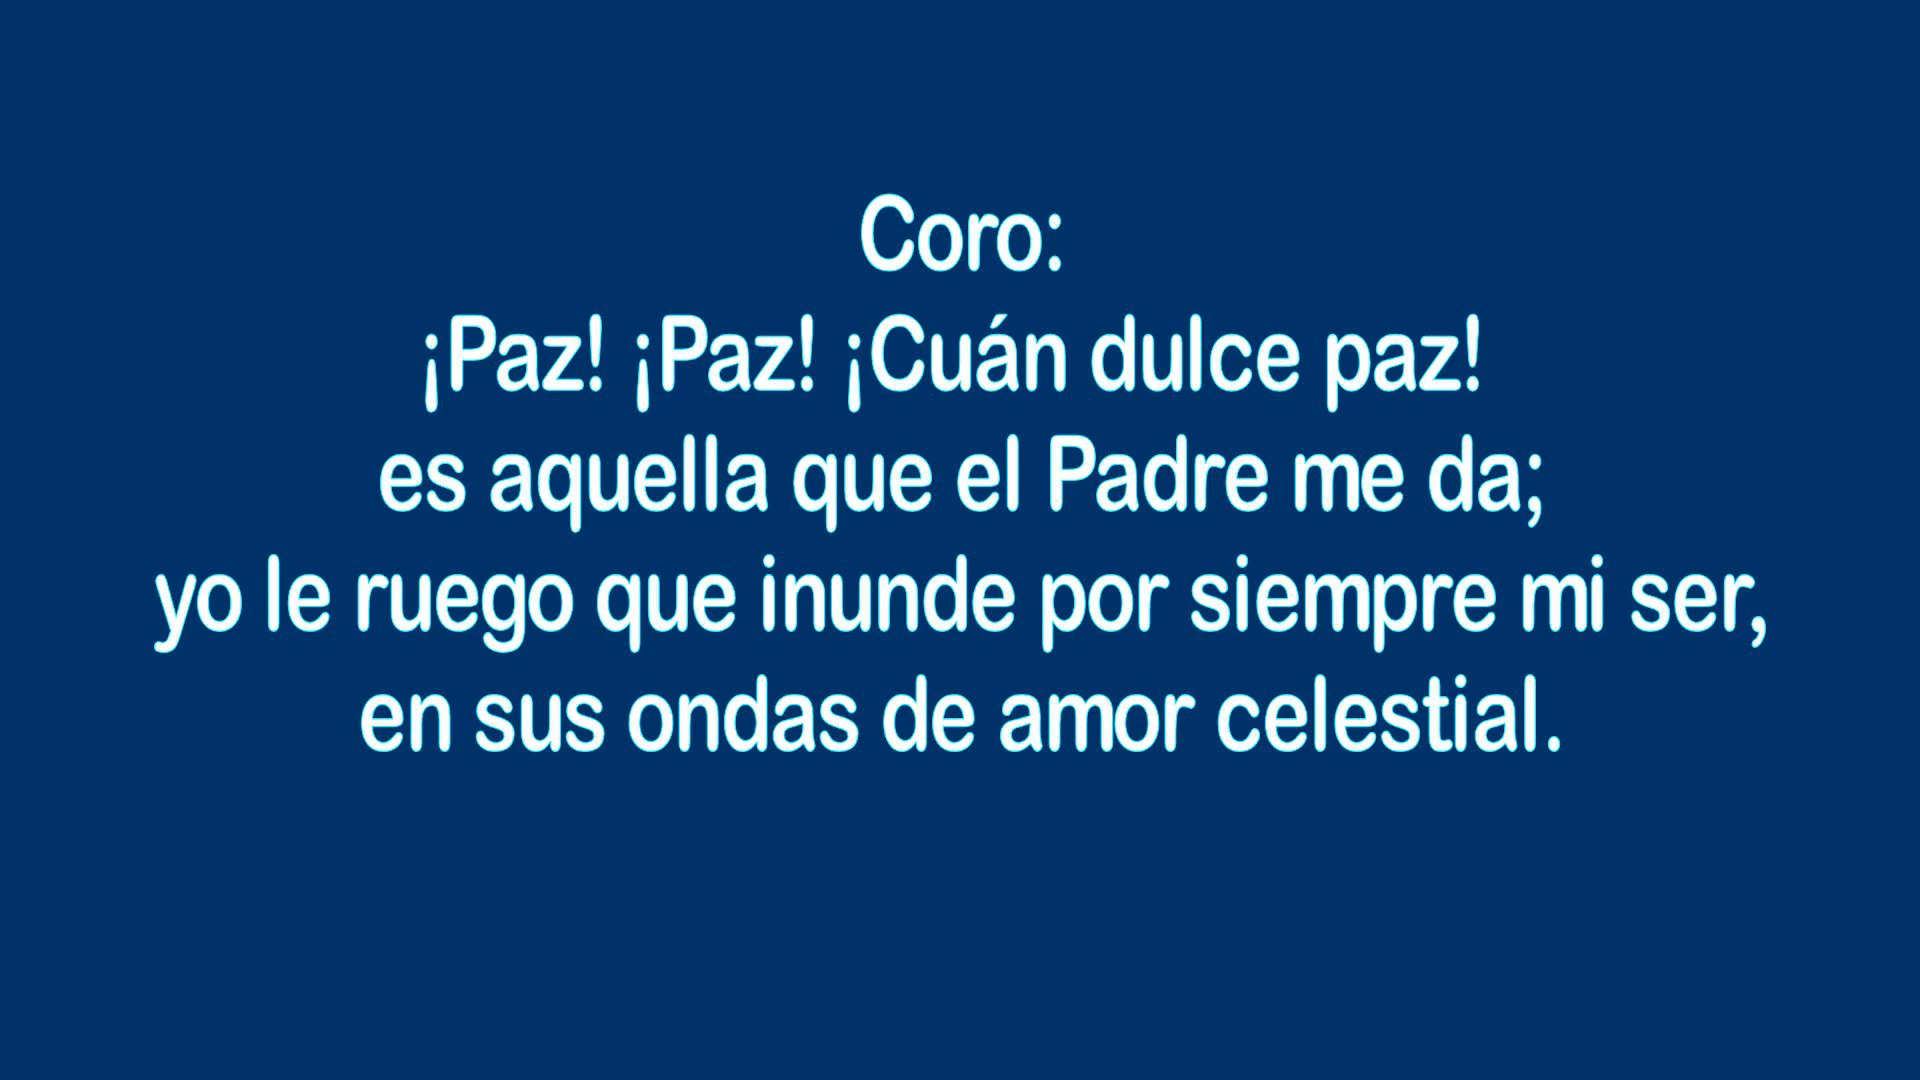 Coro:
¡Paz! ¡Paz! ¡Cuán dulce paz!
es aquella que el Padre me da;
yo le ruego que inunde por siempre mi ser,
en sus ondas de amor celestial.